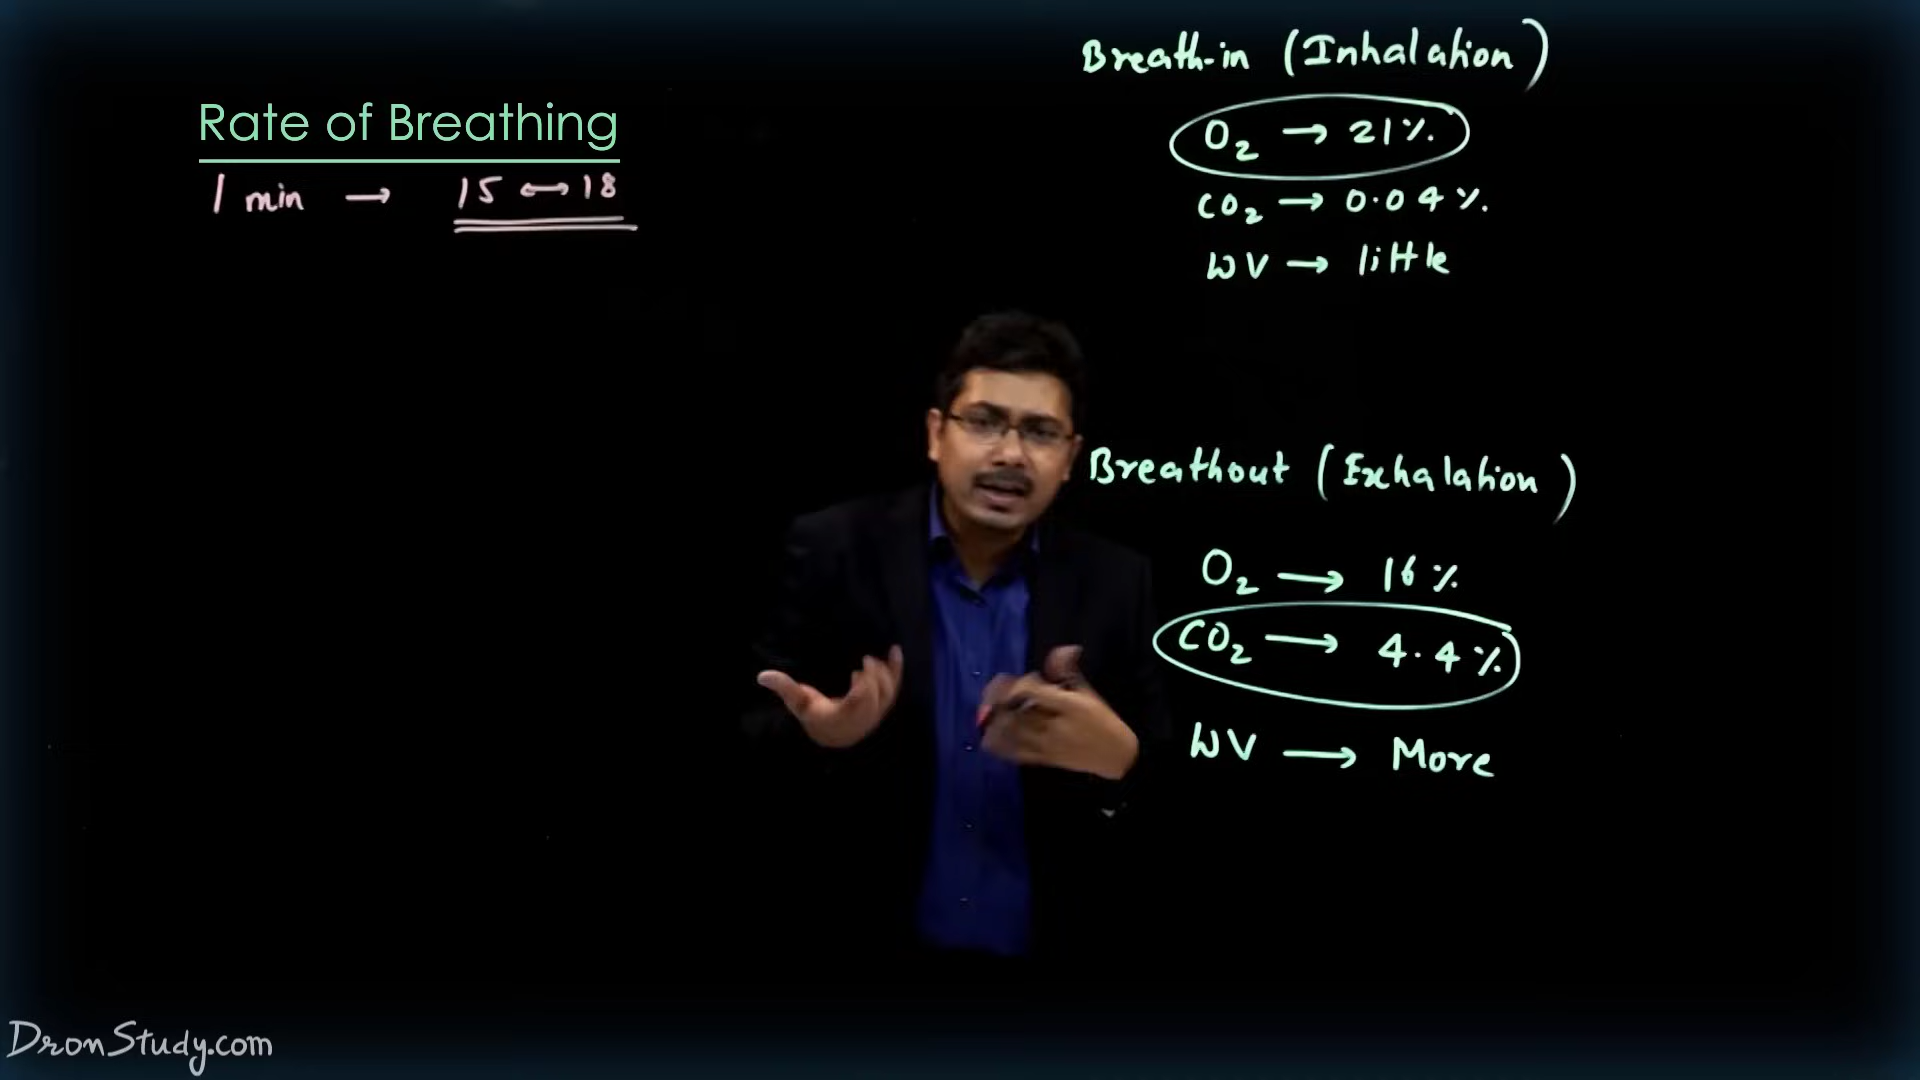 Rate of Breathing
1 min → 15 ↔ 18
Breath-in (Inhalation)
O₂ → 21%.
CO₂ → 0.04%.
WV → little
Breathout (Exhalation)
O₂ → 16%
CO₂ → 4.4%
WV → More
DronStudy.com